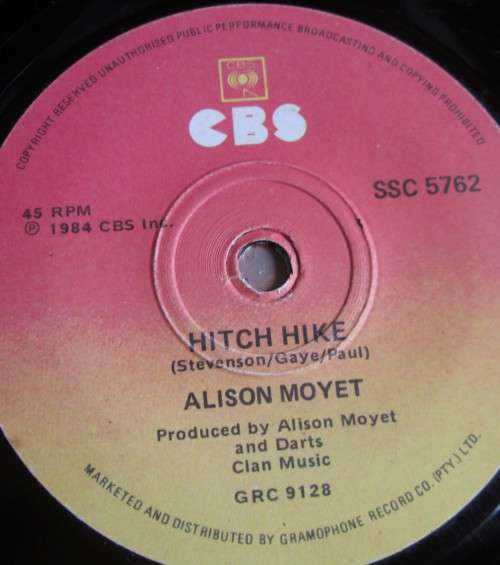 COPYRIGHT RESERVED UNAUTHORISED PUBLIC PERFORMANCE BROADCASTING AND COPYING PROHIBITED
CBS
CBS
SSC 5762
45 RPM
℗ 1984 CBS Inc.
HITCH HIKE
(Stevenson/Gaye/Paul)
ALISON MOYET
Produced by Alison Moyet
and Darts
Clan Music
GRC 9128
MARKETED AND DISTRIBUTED BY GRAMOPHONE RECORD CO. (PTY) LTD.